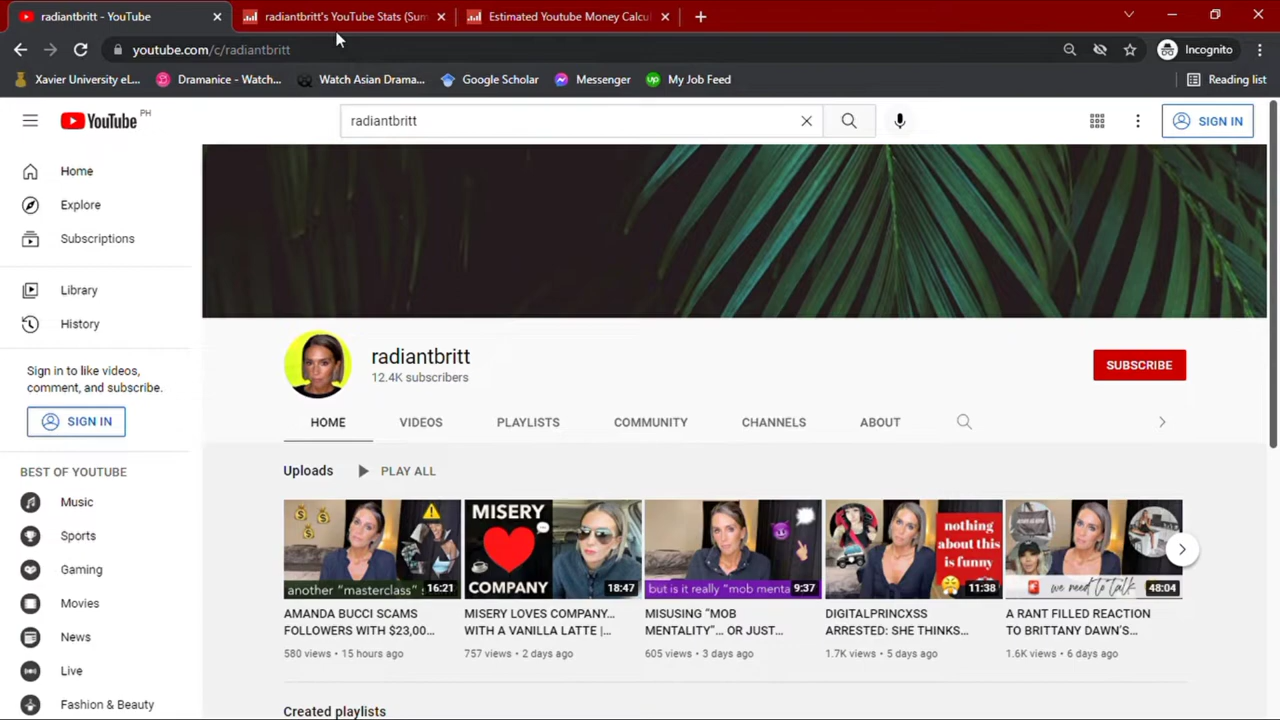 radiantbritt - YouTube
radiantbritt's YouTube Stats (Sum
Estimated Youtube Money Calcu
youtube.com/c/radiantbritt
Incognito
Xavier University eL...
Dramanice - Watch...
Watch Asian Drama...
Google Scholar
Messenger
My Job Feed
Reading list
YouTube PH
radiantbritt
SIGN IN
Home
Explore
Subscriptions
Library
History
Sign in to like videos,
comment, and subscribe.
SIGN IN
BEST OF YOUTUBE
Music
Sports
Gaming
Movies
News
Live
Fashion & Beauty
radiantbritt
12.4K subscribers
SUBSCRIBE
HOME
VIDEOS
PLAYLISTS
COMMUNITY
CHANNELS
ABOUT
Uploads
PLAY ALL
another "masterclass"
16:21
AMANDA BUCCI SCAMS
FOLLOWERS WITH $23,00...
580 views • 15 hours ago
MISERY
COMPANY
18:47
MISERY LOVES COMPANY...
WITH A VANILLA LATTE |...
757 views • 2 days ago
but is it really "mob menta
9:37
MISUSING "MOB
MENTALITY"... OR JUST...
605 views • 3 days ago
nothing
about this
is funny
11:38
DIGITALPRINCXSS
ARRESTED: SHE THINKS...
1.7K views • 5 days ago
we need to talk
48:04
A RANT FILLED REACTION
TO BRITTANY DAWN'S...
1.6K views • 6 days ago
Created playlists